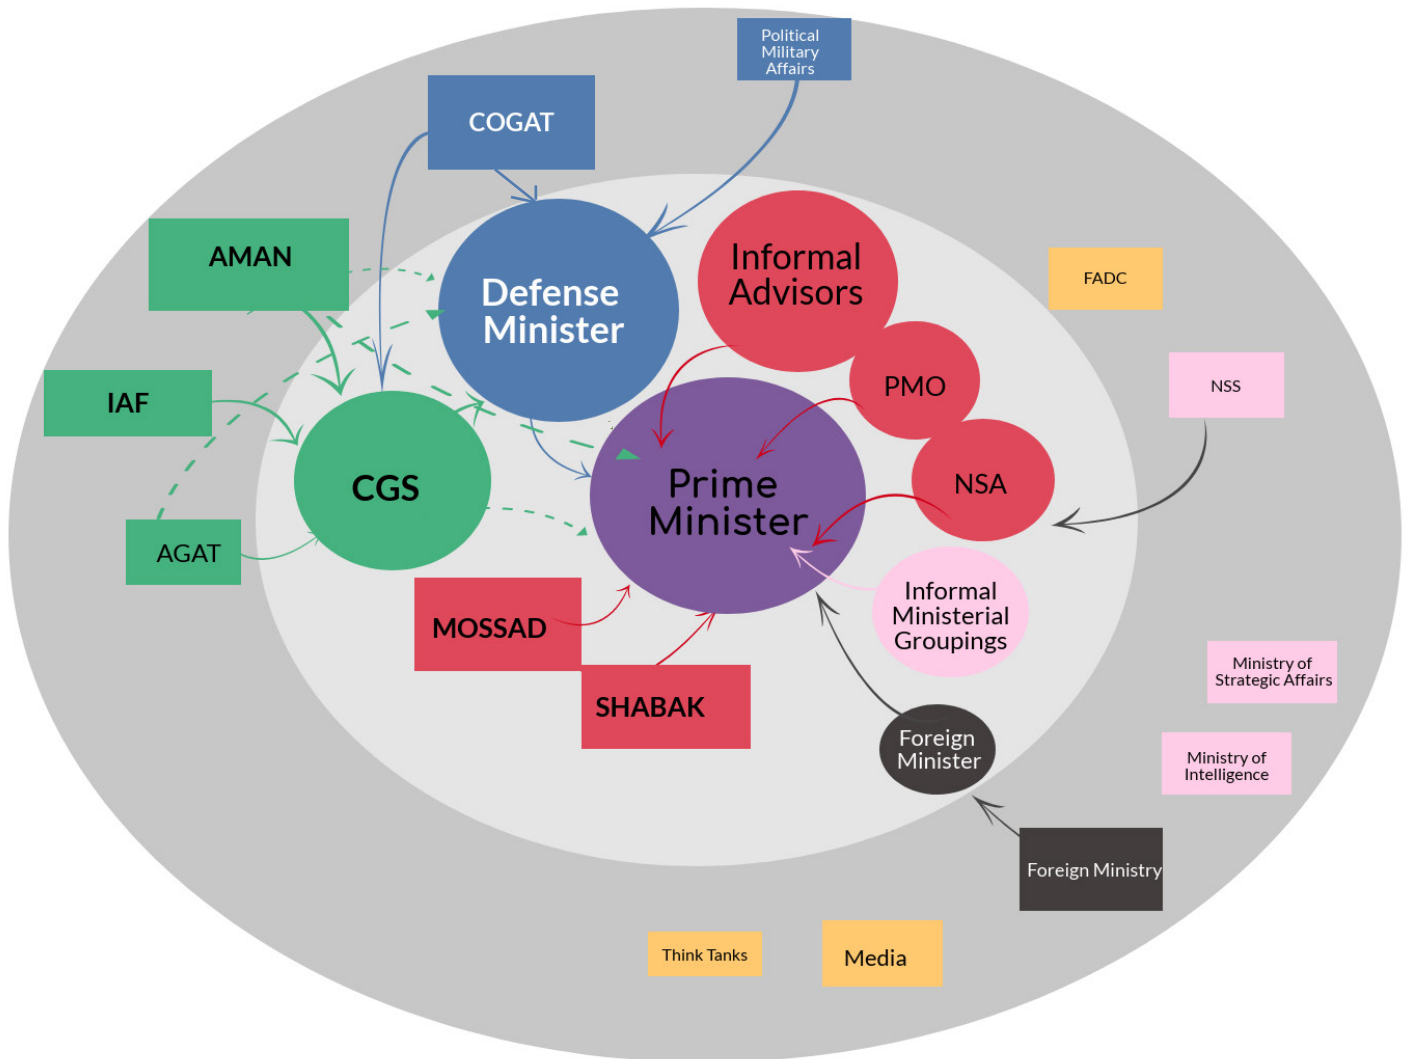 Political
Military
Affairs
COGAT
AMAN
Informal
Advisors
FADC
Defense
Minister
NSS
PMO
IAF
CGS
Prime
Minister
NSA
AGAT
Informal
Ministerial
Groupings
MOSSAD
SHABAK
Ministry of
Strategic Affairs
Foreign
Minister
Ministry of
Intelligence
Foreign Ministry
Think Tanks
Media